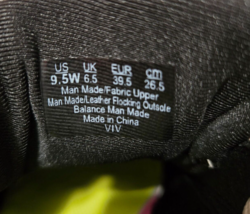 US UK EUR cm
9.5W 6.5 39.5 26.5
Man Made/Fabric Upper
Man Made/Leather Flocking Outsole
Balance Man Made
Made in China
VIV